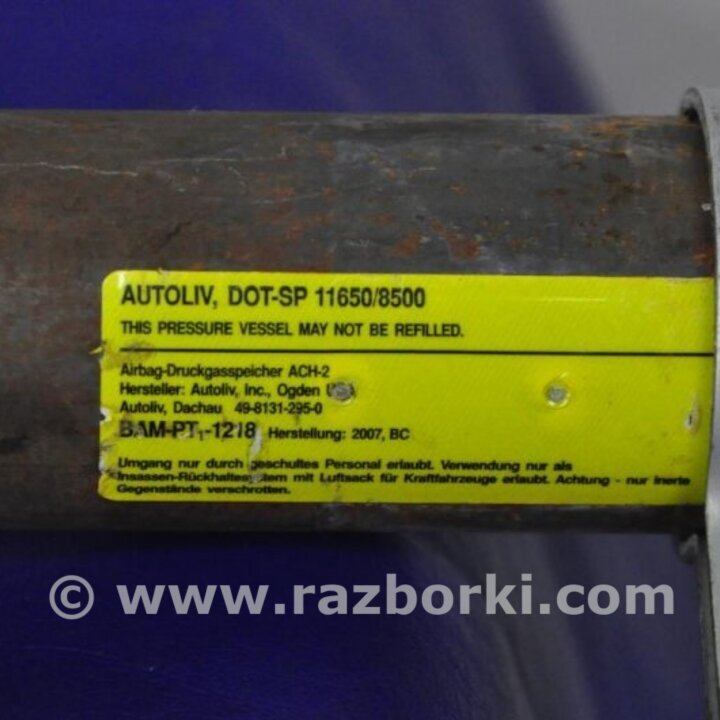 AUTOLIV, DOT-SP 11650/8500
THIS PRESSURE VESSEL MAY NOT BE REFILLED.
Airbag-Druckgasspeicher ACH-2
Hersteller: Autoliv, Inc., Ogden
Autoliv, Dachau 49-8131-295-0
BAM-PT₁-1218 Herstellung: 2007, BC
Umgang nur durch geschultes Personal erlaubt. Verwendung nur als
Insassen-Rückhaltesystem mit Luftsack für Kraftfahrzeuge erlaubt. Achtung - nur inerte
Gegenstände verschrotten.
© www.razborki.com